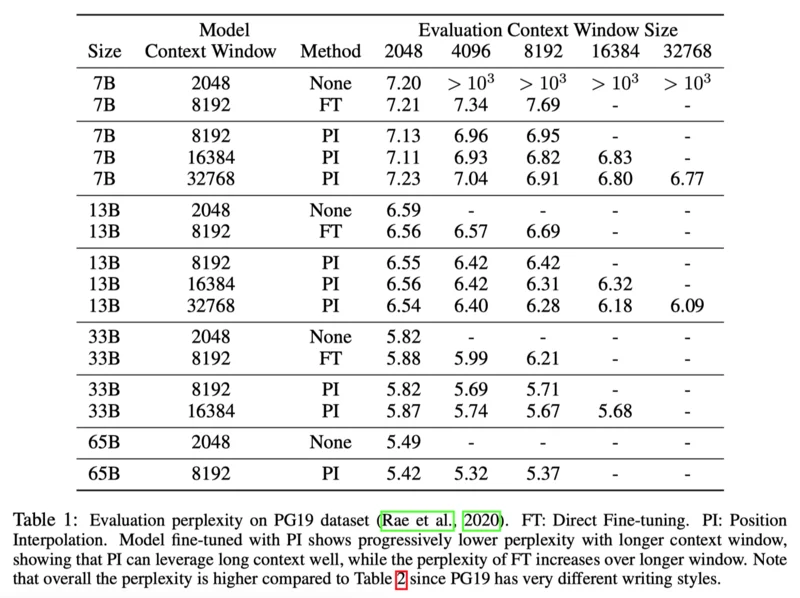 Model Evaluation Context Window Size
Size Context Window Method 2048 4096 8192 16384 32768
7B 2048 None 7.20 > 10³ > 10³ > 10³ > 10³
7B 8192 FT 7.21 7.34 7.69 - -
7B 8192 PI 7.13 6.96 6.95 - -
7B 16384 PI 7.11 6.93 6.82 6.83 -
7B 32768 PI 7.23 7.04 6.91 6.80 6.77
13B 2048 None 6.59 - - - -
13B 8192 FT 6.56 6.57 6.69 - -
13B 8192 PI 6.55 6.42 6.42 - -
13B 16384 PI 6.56 6.42 6.31 6.32 -
13B 32768 PI 6.54 6.40 6.28 6.18 6.09
33B 2048 None 5.82 - - - -
33B 8192 FT 5.88 5.99 6.21 - -
33B 8192 PI 5.82 5.69 5.71 - -
33B 16384 PI 5.87 5.74 5.67 5.68 -
65B 2048 None 5.49 - - - -
65B 8192 PI 5.42 5.32 5.37 - -
Table 1: Evaluation perplexity on PG19 dataset (Rae et al., 2020). FT: Direct Fine-tuning. PI: Position
Interpolation. Model fine-tuned with PI shows progressively lower perplexity with longer context window,
showing that PI can leverage long context well, while the perplexity of FT increases over longer window. Note
that overall the perplexity is higher compared to Table 2 since PG19 has very different writing styles.